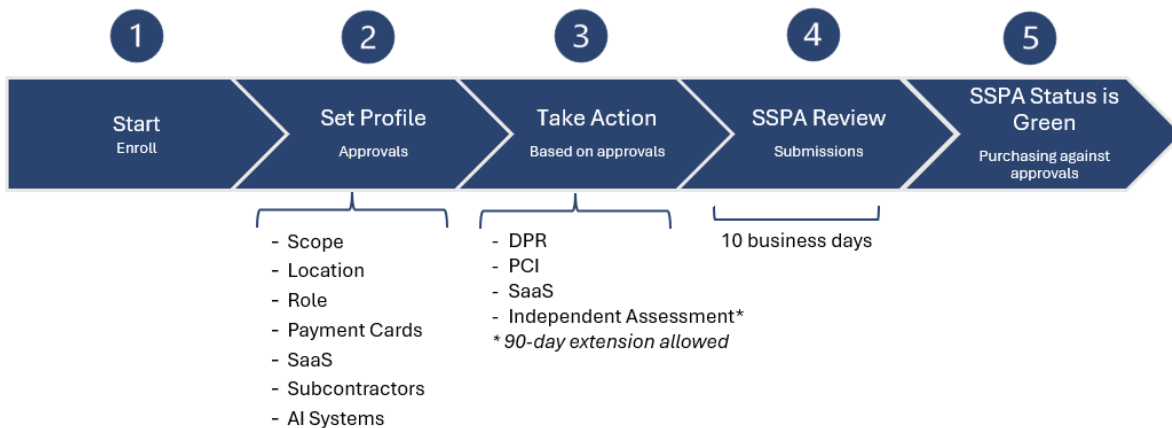 1
2
3
4
5
Start
Enroll
Set Profile
Approvals
Take Action
Based on approvals
SSPA Review
Submissions
SSPA Status is
Green
Purchasing against
approvals
- Scope
- Location
- Role
- Payment Cards
- SaaS
- Subcontractors
- AI Systems
- DPR
- PCI
- SaaS
- Independent Assessment*
* 90-day extension allowed
10 business days